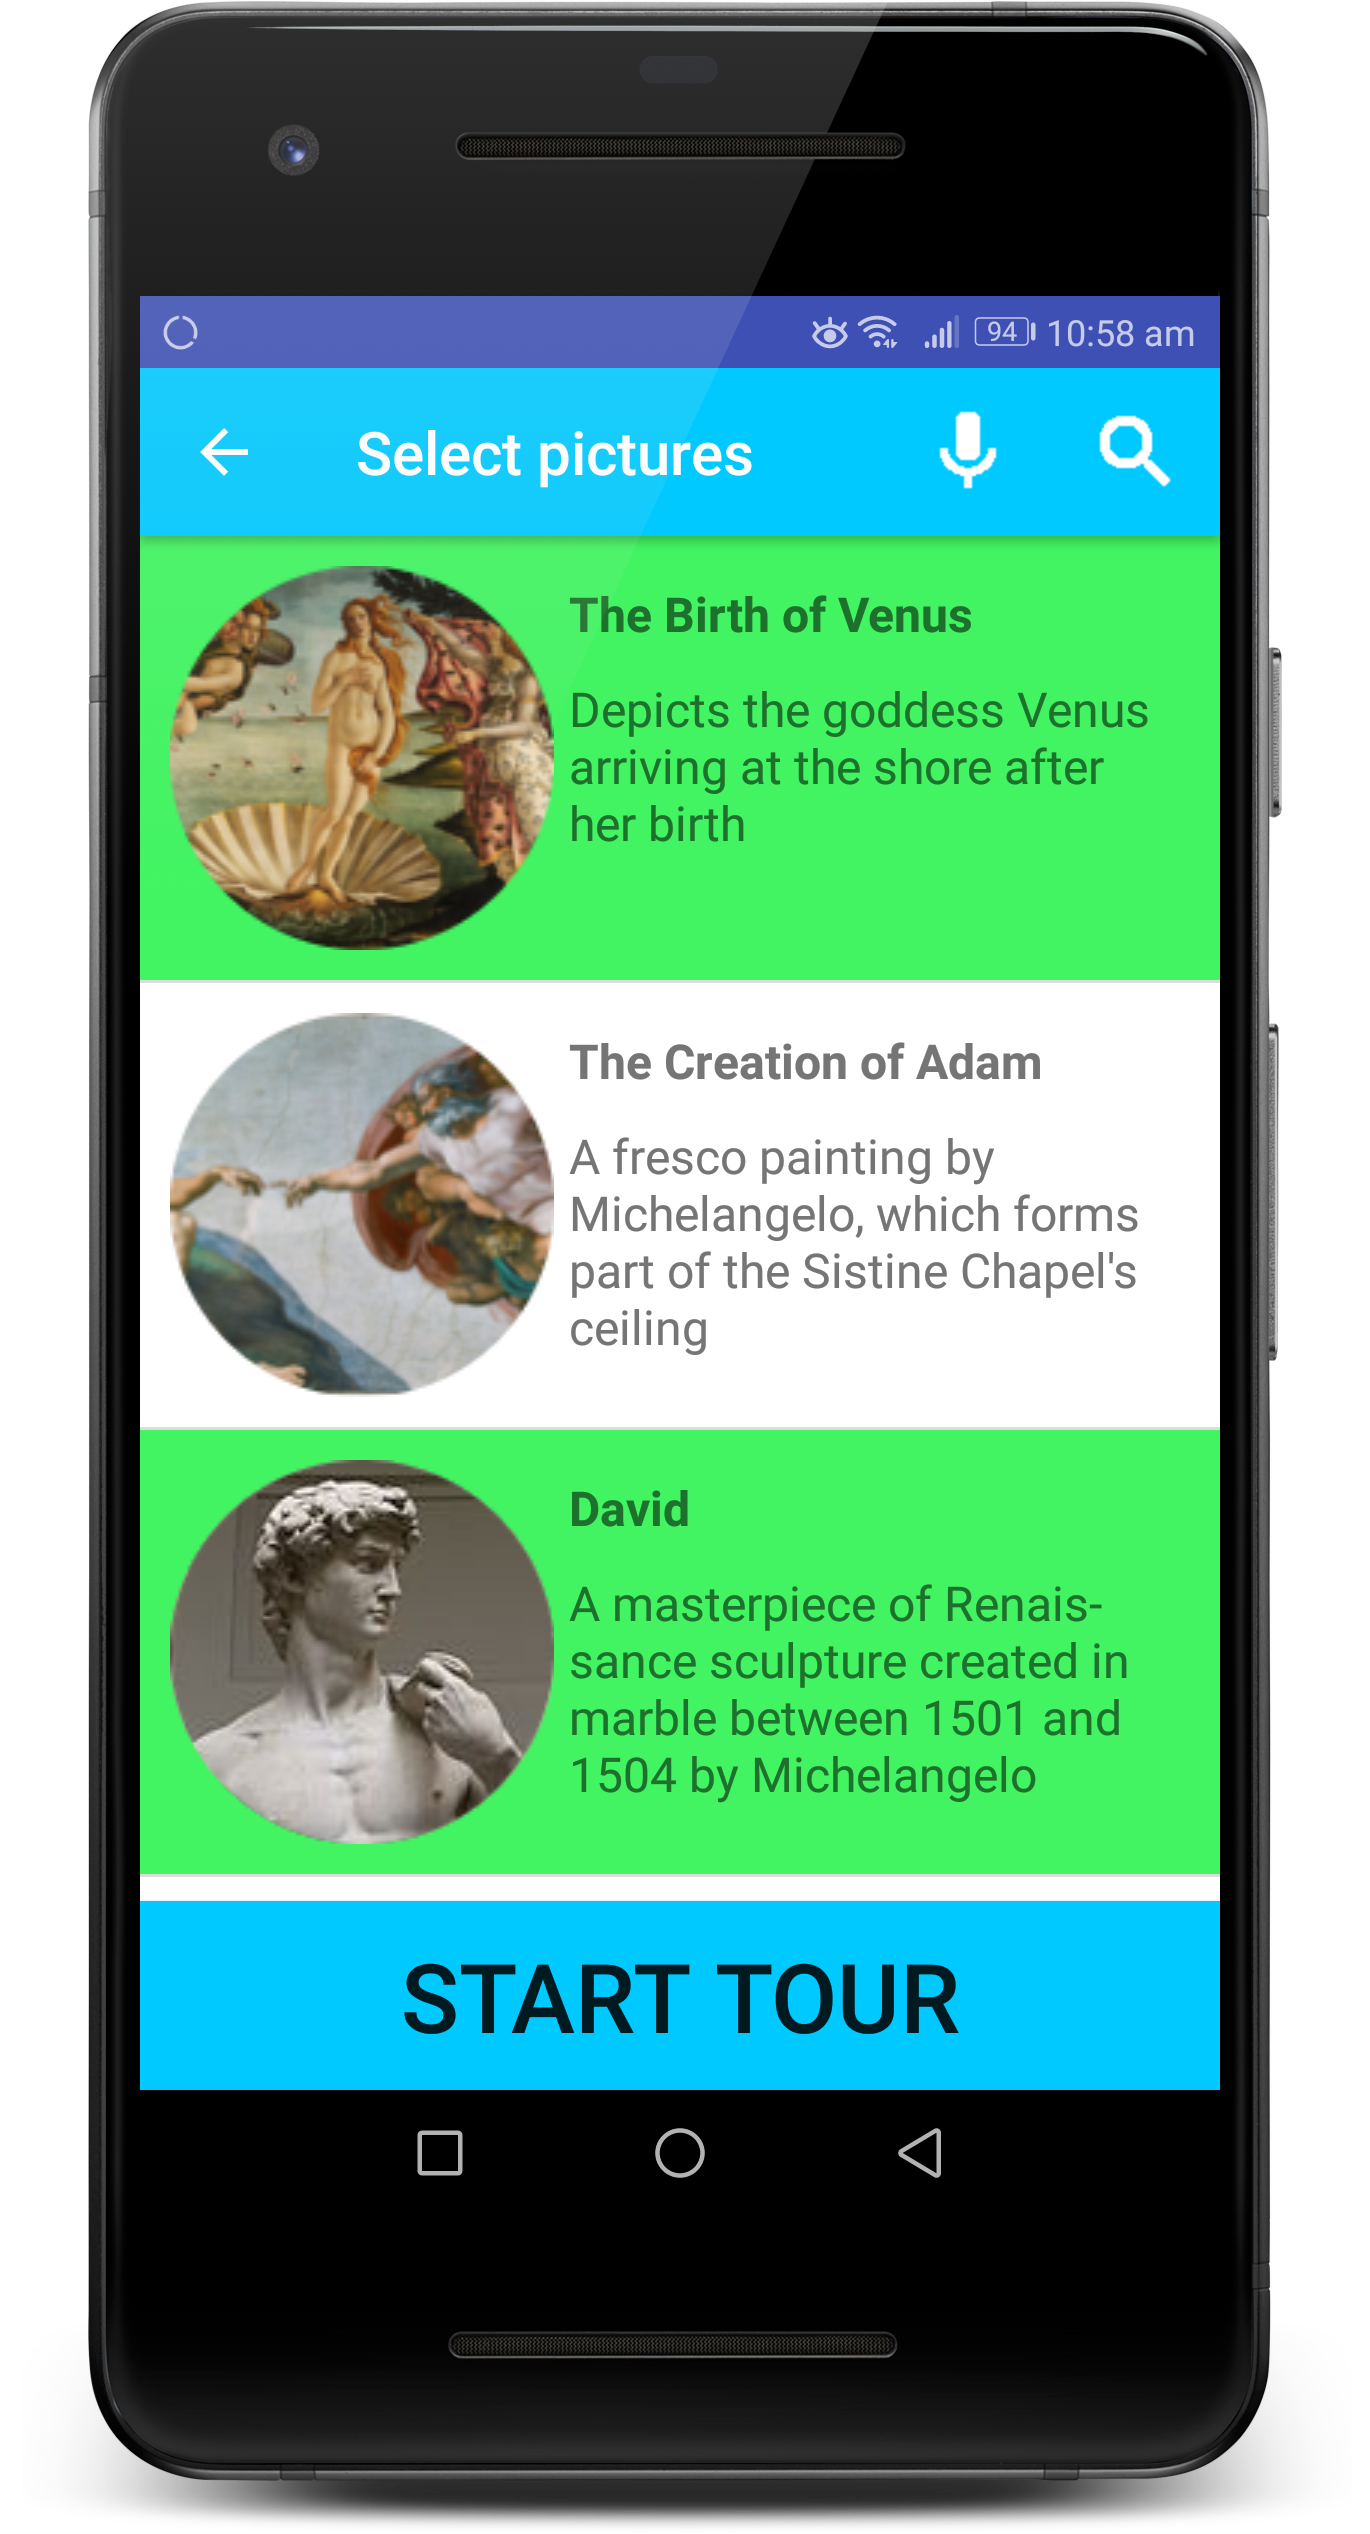 94 10:58 am
Select pictures
The Birth of Venus
Depicts the goddess Venus
arriving at the shore after
her birth
The Creation of Adam
A fresco painting by
Michelangelo, which forms
part of the Sistine Chapel's
ceiling
David
A masterpiece of Renais-
sance sculpture created in
marble between 1501 and
1504 by Michelangelo
START TOUR